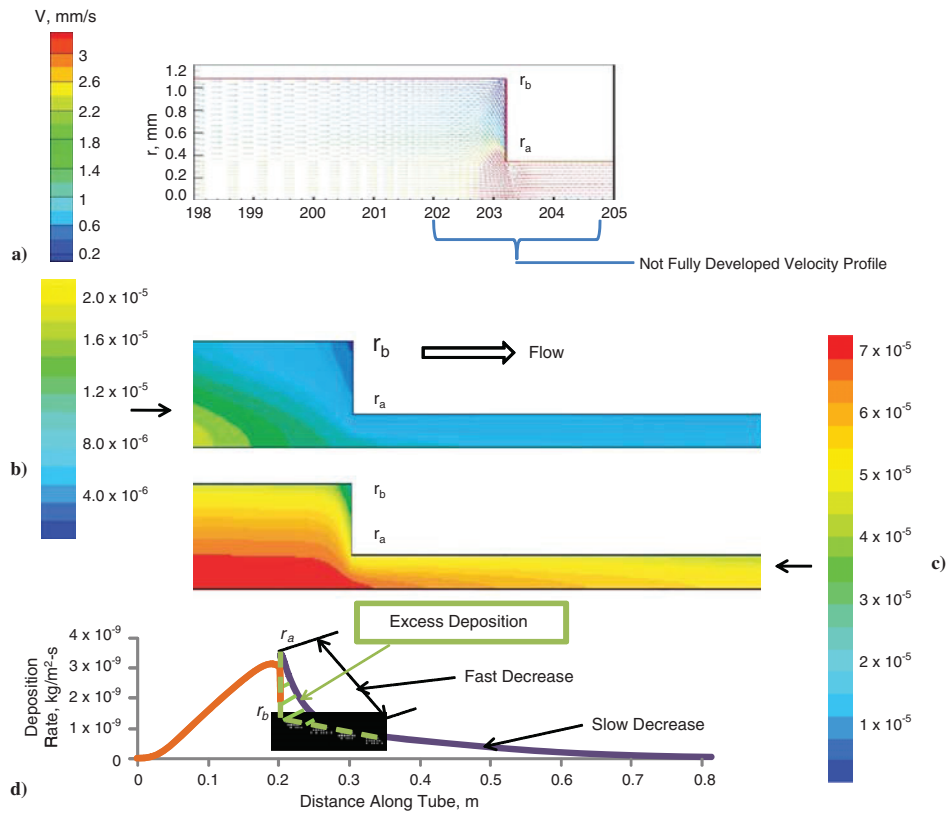 V, mm/s
3
2.6
2.2
1.8
1
0.6
0.2
a)
r, mm
1.2
1.0
0.8
0.6
0.4
0.2
0.0
r_b
r_a
198 199 200 201 202 203 204 205
Not Fully Developed Velocity Profile
2.0 x 10^-5
1.6 x 10^-5
1.2 x 10^-5
8.0 x 10^-6
4.0 x 10^-6
b)
r_b
Flow
r_a
r_b
r_a
7 x 10^-5
6 x 10^-5
5 x 10^-5
4 x 10^-5
3 x 10^-5
2 x 10^-5
1 x 10^-5
c)
Excess Deposition
Fast Decrease
Slow Decrease
r_a
r_b
Deposition
Rate, kg/m²-s
4 x 10^-9
3 x 10^-9
2 x 10^-9
1 x 10^-9
0
0 0.1 0.2 0.3 0.4 0.5 0.6 0.7 0.8
Distance Along Tube, m
d)